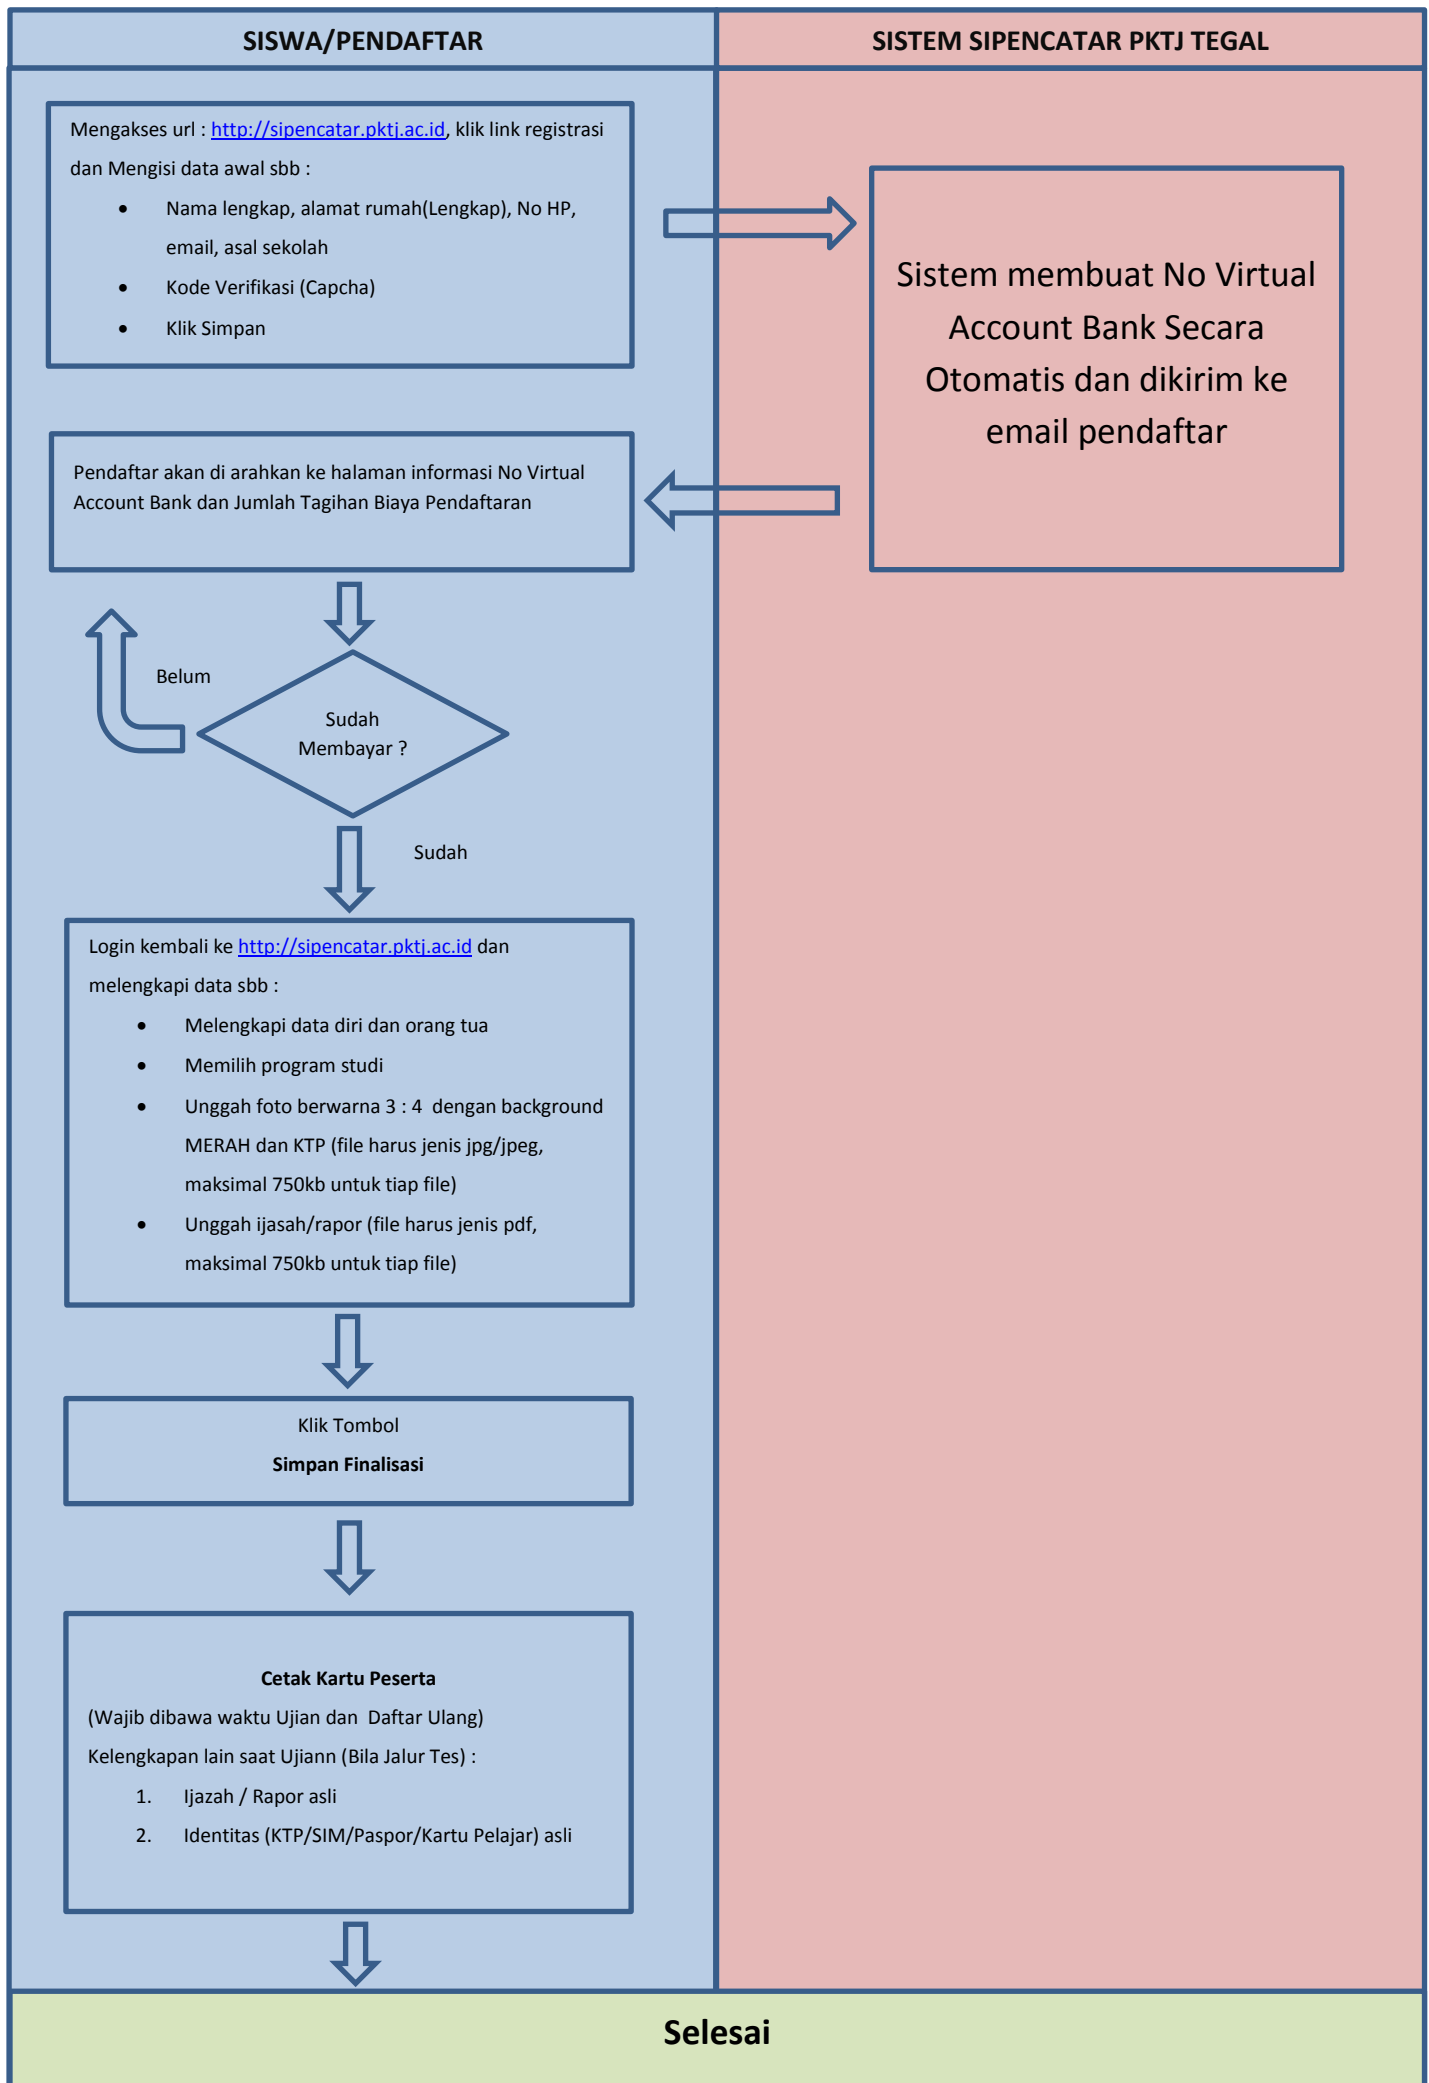 SISWA/PENDAFTAR
SISTEM SIPENCATAR PKTJ TEGAL
Mengakses url : http://sipencatar.pktj.ac.id, klik link registrasi
dan Mengisi data awal sbb :
• Nama lengkap, alamat rumah(Lengkap), No HP,
email, asal sekolah
• Kode Verifikasi (Capcha)
• Klik Simpan
Sistem membuat No Virtual
Account Bank Secara
Otomatis dan dikirim ke
email pendaftar
Pendaftar akan di arahkan ke halaman informasi No Virtual
Account Bank dan Jumlah Tagihan Biaya Pendaftaran
Belum
Sudah
Membayar ?
Sudah
Login kembali ke http://sipencatar.pktj.ac.id dan
melengkapi data sbb :
• Melengkapi data diri dan orang tua
• Memilih program studi
• Unggah foto berwarna 3 : 4 dengan background
MERAH dan KTP (file harus jenis jpg/jpeg,
maksimal 750kb untuk tiap file)
• Unggah ijasah/rapor (file harus jenis pdf,
maksimal 750kb untuk tiap file)
Klik Tombol
Simpan Finalisasi
Cetak Kartu Peserta
(Wajib dibawa waktu Ujian dan Daftar Ulang)
Kelengkapan lain saat Ujiann (Bila Jalur Tes) :
1. Ijazah / Rapor asli
2. Identitas (KTP/SIM/Paspor/Kartu Pelajar) asli
Selesai